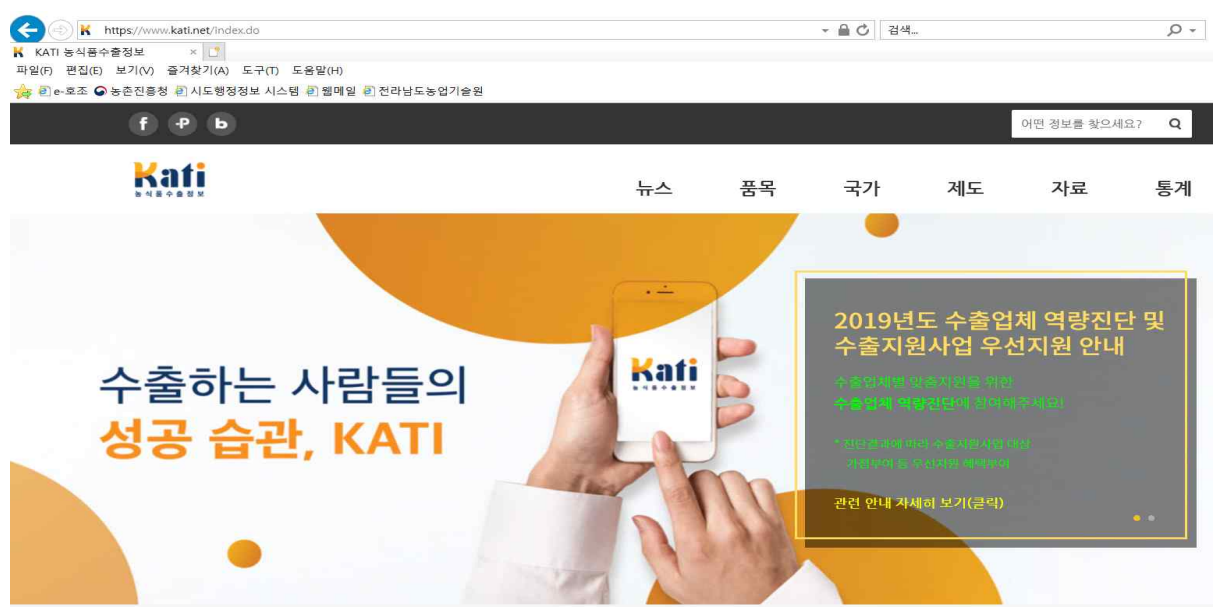 https://www.kati.net/index.do
검색...
KATI 농식품수출정보
파일(F) 편집(E) 보기(V) 즐겨찾기(A) 도구(T) 도움말(H)
e-호조 농촌진흥청 시도행정정보 시스템 웹메일 전라남도농업기술원
어떤 정보를 찾으세요?
Kati
농식품수출정보
뉴스 품목 국가 제도 자료 통계
2019년도 수출업체 역량진단 및
수출지원사업 우선지원 안내
수출업체별 맞춤지원을 위한
수출업체 역량진단에 참여해주세요!
* 진단결과에 따라 수출지원사업 대상
가점부여 등 우선지원 혜택부여
관련 안내 자세히 보기(클릭)
수출하는 사람들의
성공 습관, KATI
Kati
농식품수출정보